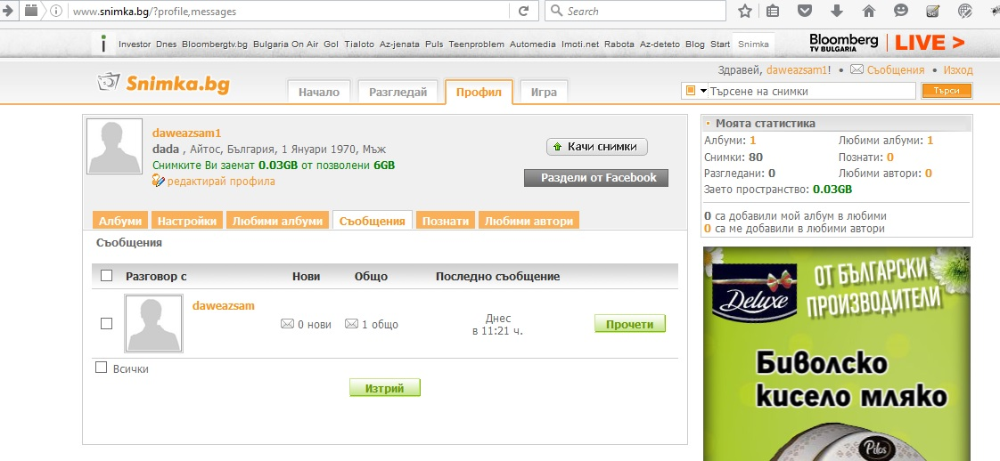 www.snimka.bg/?profile,messages
Search
i Investor Dnes Bloombergtv.bg Bulgaria On Air Gol Tialoto Az-jenata Puls Teenproblem Automedia Imoti.net Rabota Az-deteto Blog Start Snimka
Bloomberg
TV BULGARIA
LIVE >
Здравей, daweazsam1! • Съобщения • Изход
Snimka.bg
Начало Разгледай Профил Игра
Търсене на снимки Търси
daweazsam1
dada , Айтос, България, 1 Януари 1970, Мъж
Снимките Ви заемат 0.03GB от позволени 6GB
редактирай профила
Качи снимки
Раздели от Facebook
Албуми Настройки Любими албуми Съобщения Познати Любими автори
Съобщения
Разговор с Нови Общо Последно съобщение
daweazsam
0 нови 1 общо
Днес
в 11:21 ч.
Прочети
Всички
Изтрий
Моята статистика
Албуми: 1 Любими албуми: 1
Снимки: 80 Познати: 0
Разгледани: 0 Любими автори: 0
Заето пространство: 0.03GB
0 са добавили мой албум в любими
0 са ме добавили в любими автори
Deluxe
ОТ БЪЛГАРСКИ
ПРОИЗВОДИТЕЛИ
Биволско
кисело мляко
Pilos